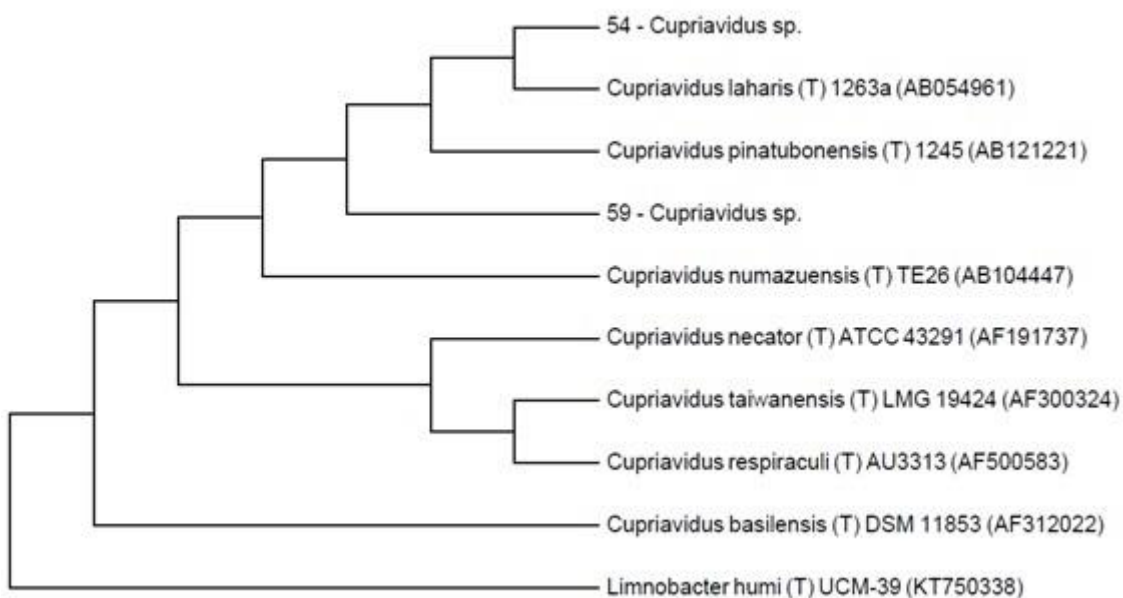 54 - Cupriavidus sp.
Cupriavidus laharis (T) 1263a (AB054961)
Cupriavidus pinatubonensis (T) 1245 (AB121221)
59 - Cupriavidus sp.
Cupriavidus numazuensis (T) TE26 (AB104447)
Cupriavidus necator (T) ATCC 43291 (AF191737)
Cupriavidus taiwanensis (T) LMG 19424 (AF300324)
Cupriavidus respiraculi (T) AU3313 (AF500583)
Cupriavidus basilensis (T) DSM 11853 (AF312022)
Limnobacter humi (T) UCM-39 (KT750338)